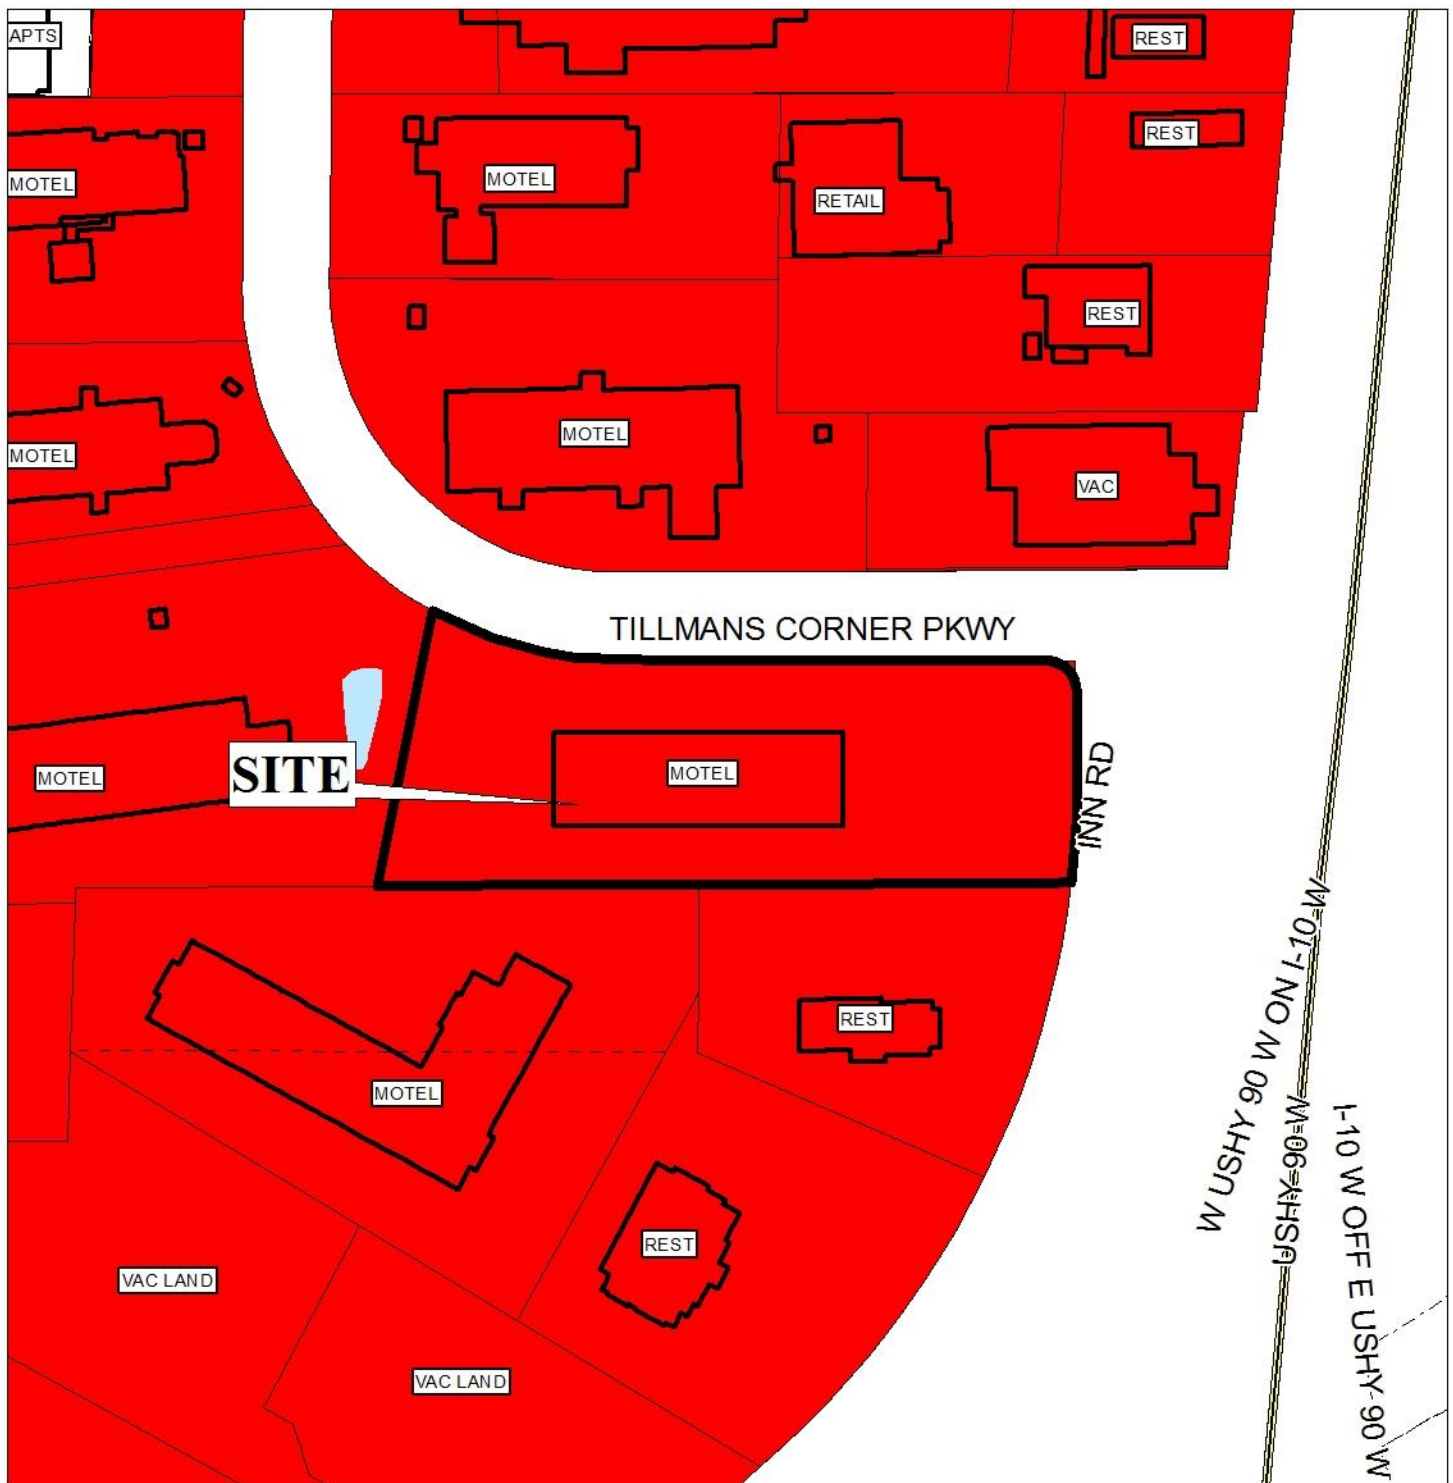 APTS
REST
REST
MOTEL
MOTEL
RETAIL
REST
MOTEL
MOTEL
VAC
TILLMANS CORNER PKWY
SITE
MOTEL
MOTEL
INN RD
REST
MOTEL
W USHY 90 W ON I-10 W
USHY 90 W
I-10 W OFF E USHY 90 W
REST
VAC LAND
VAC LAND